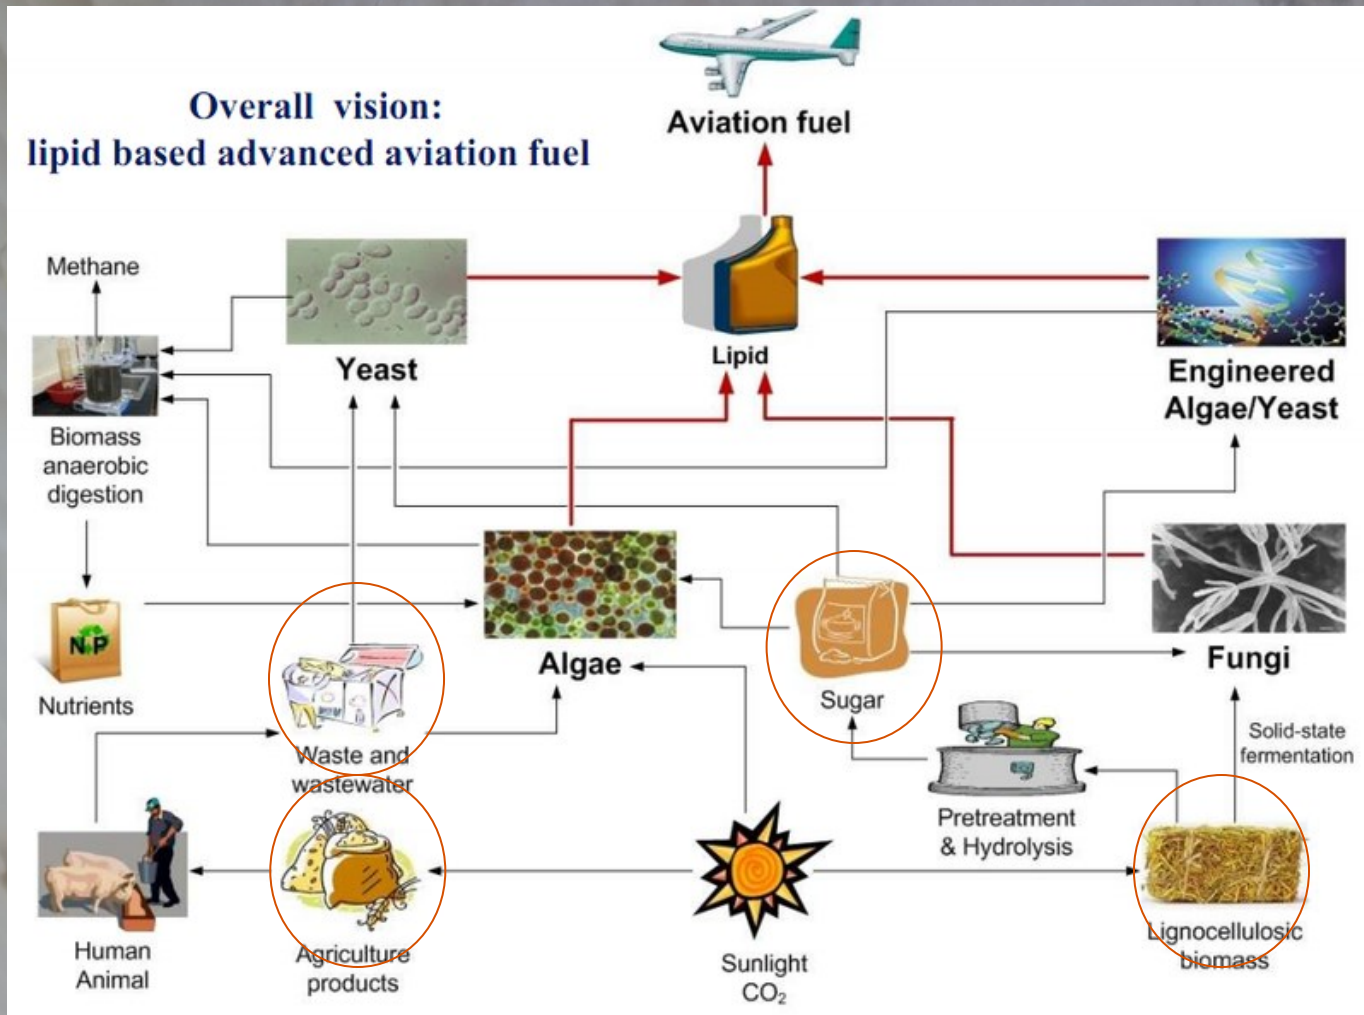 Overall vision:
lipid based advanced aviation fuel
Aviation fuel
Methane
Yeast
Lipid
Engineered
Algae/Yeast
Biomass
anaerobic
digestion
N P
Nutrients
Algae
Sugar
Fungi
Solid-state
fermentation
Waste and
wastewater
Pretreatment
& Hydrolysis
Human
Animal
Agriculture
products
Sunlight
CO₂
Lignocellulosic
biomass